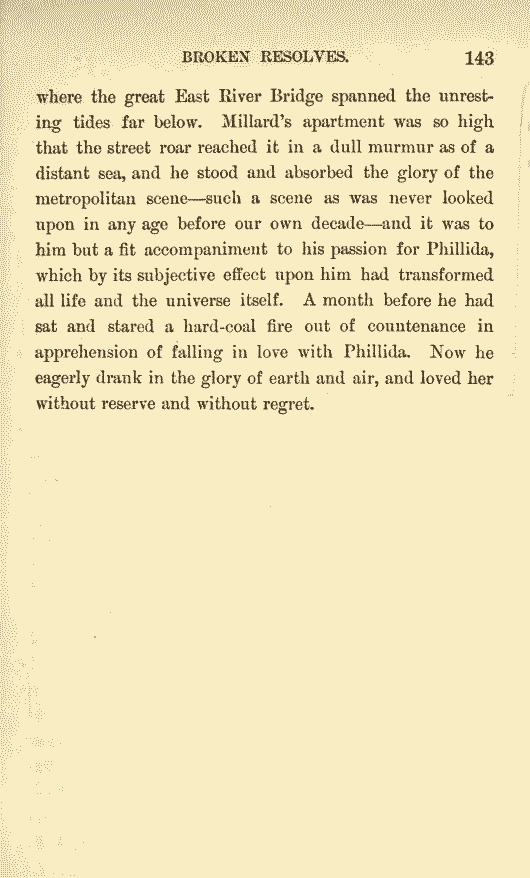 BROKEN RESOLVES. 143
where the great East River Bridge spanned the unrest-
ing tides far below. Millard's apartment was so high
that the street roar reached it in a dull murmur as of a
distant sea, and he stood and absorbed the glory of the
metropolitan scene—such a scene as was never looked
upon in any age before our own decade—and it was to
him but a fit accompaniment to his passion for Phillida,
which by its subjective effect upon him had transformed
all life and the universe itself. A month before he had
sat and stared a hard-coal fire out of countenance in
apprehension of falling in love with Phillida. Now he
eagerly drank in the glory of earth and air, and loved her
without reserve and without regret.